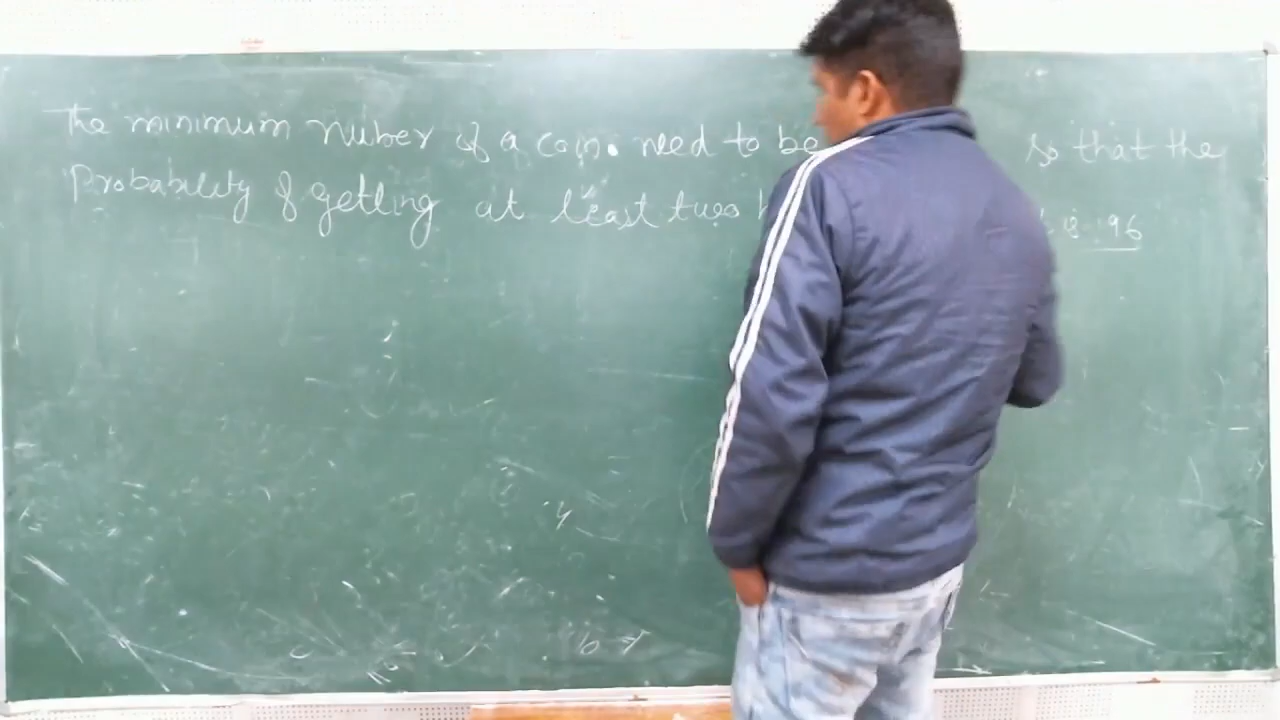 The minimum nuber of a coin. need to be so that the
Probability of getting at least two is .96